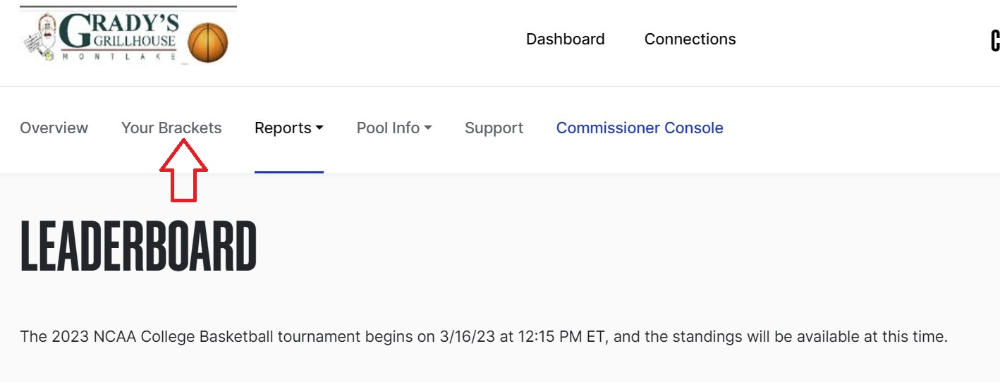 GRADY'S
GRILLHOUSE
MONTLAKE
Dashboard
Connections
C
Overview
Your Brackets
Reports
Pool Info
Support
Commissioner Console
LEADERBOARD
The 2023 NCAA College Basketball tournament begins on 3/16/23 at 12:15 PM ET, and the standings will be available at this time.